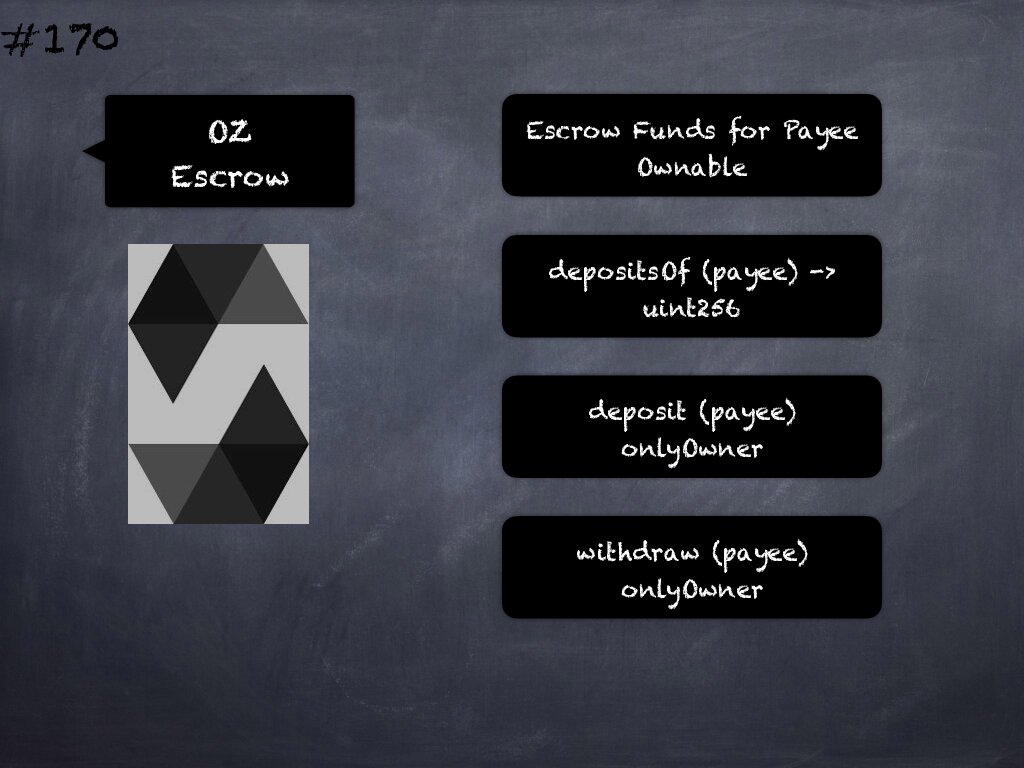 #170
OZ
Escrow
Escrow Funds for Payee
Ownable
depositsOf (payee) ->
uint256
deposit (payee)
onlyOwner
withdraw (payee)
onlyOwner